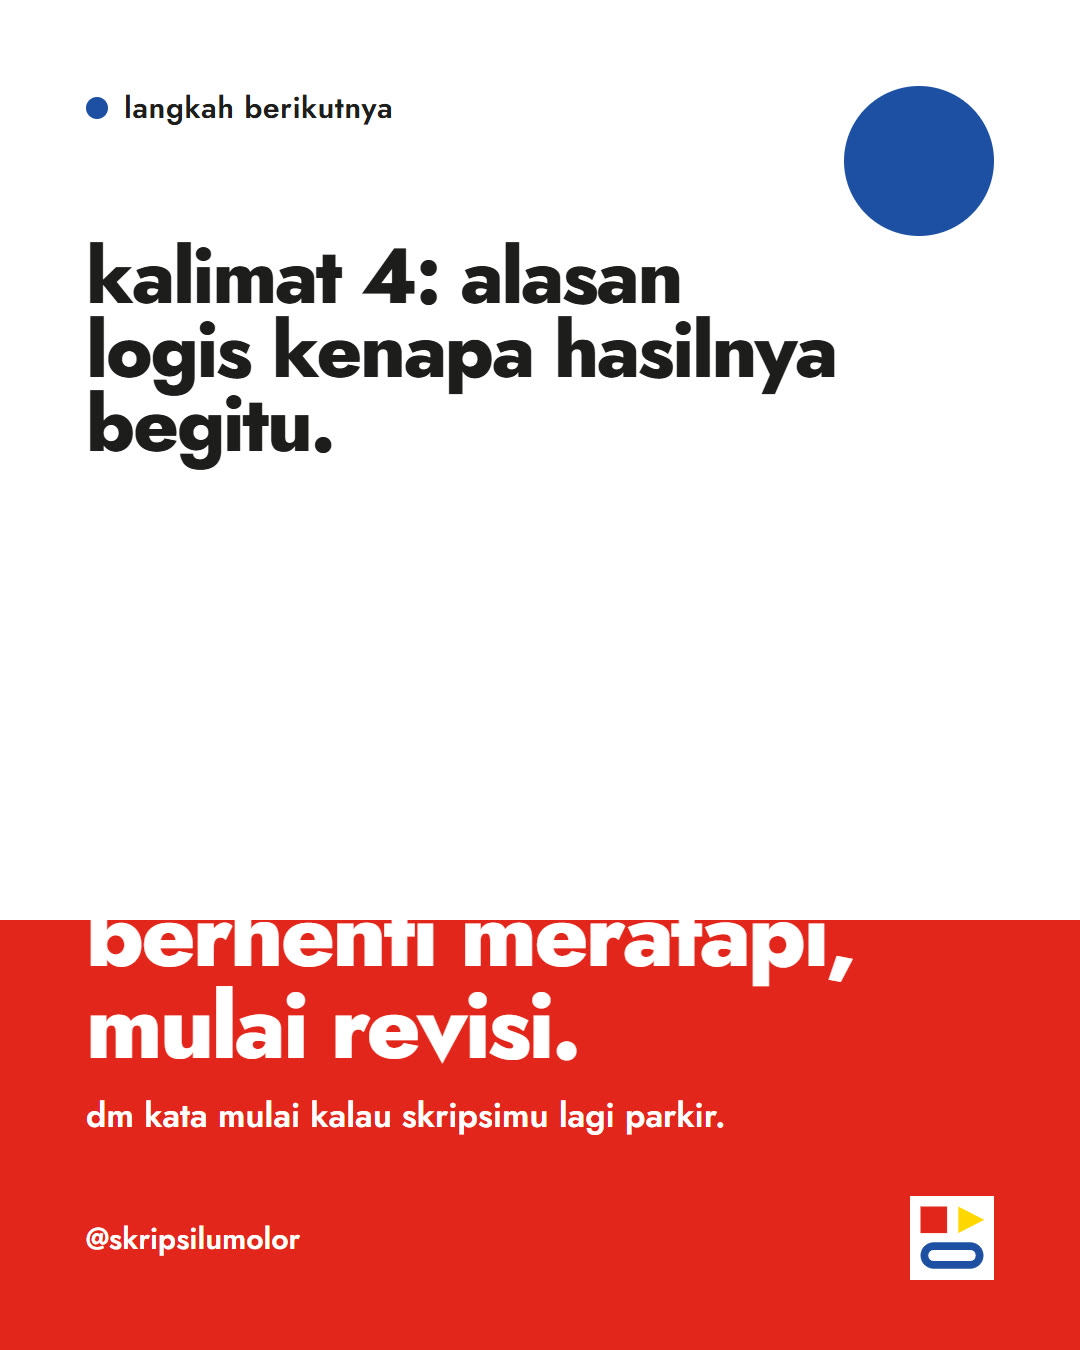 langkah berikutnya
kalimat 4: alasan
logis kenapa hasilnya
begitu.
berhenti meratapi,
mulai revisi.
dm kata mulai kalau skripsimu lagi parkir.
@skripsilumolor